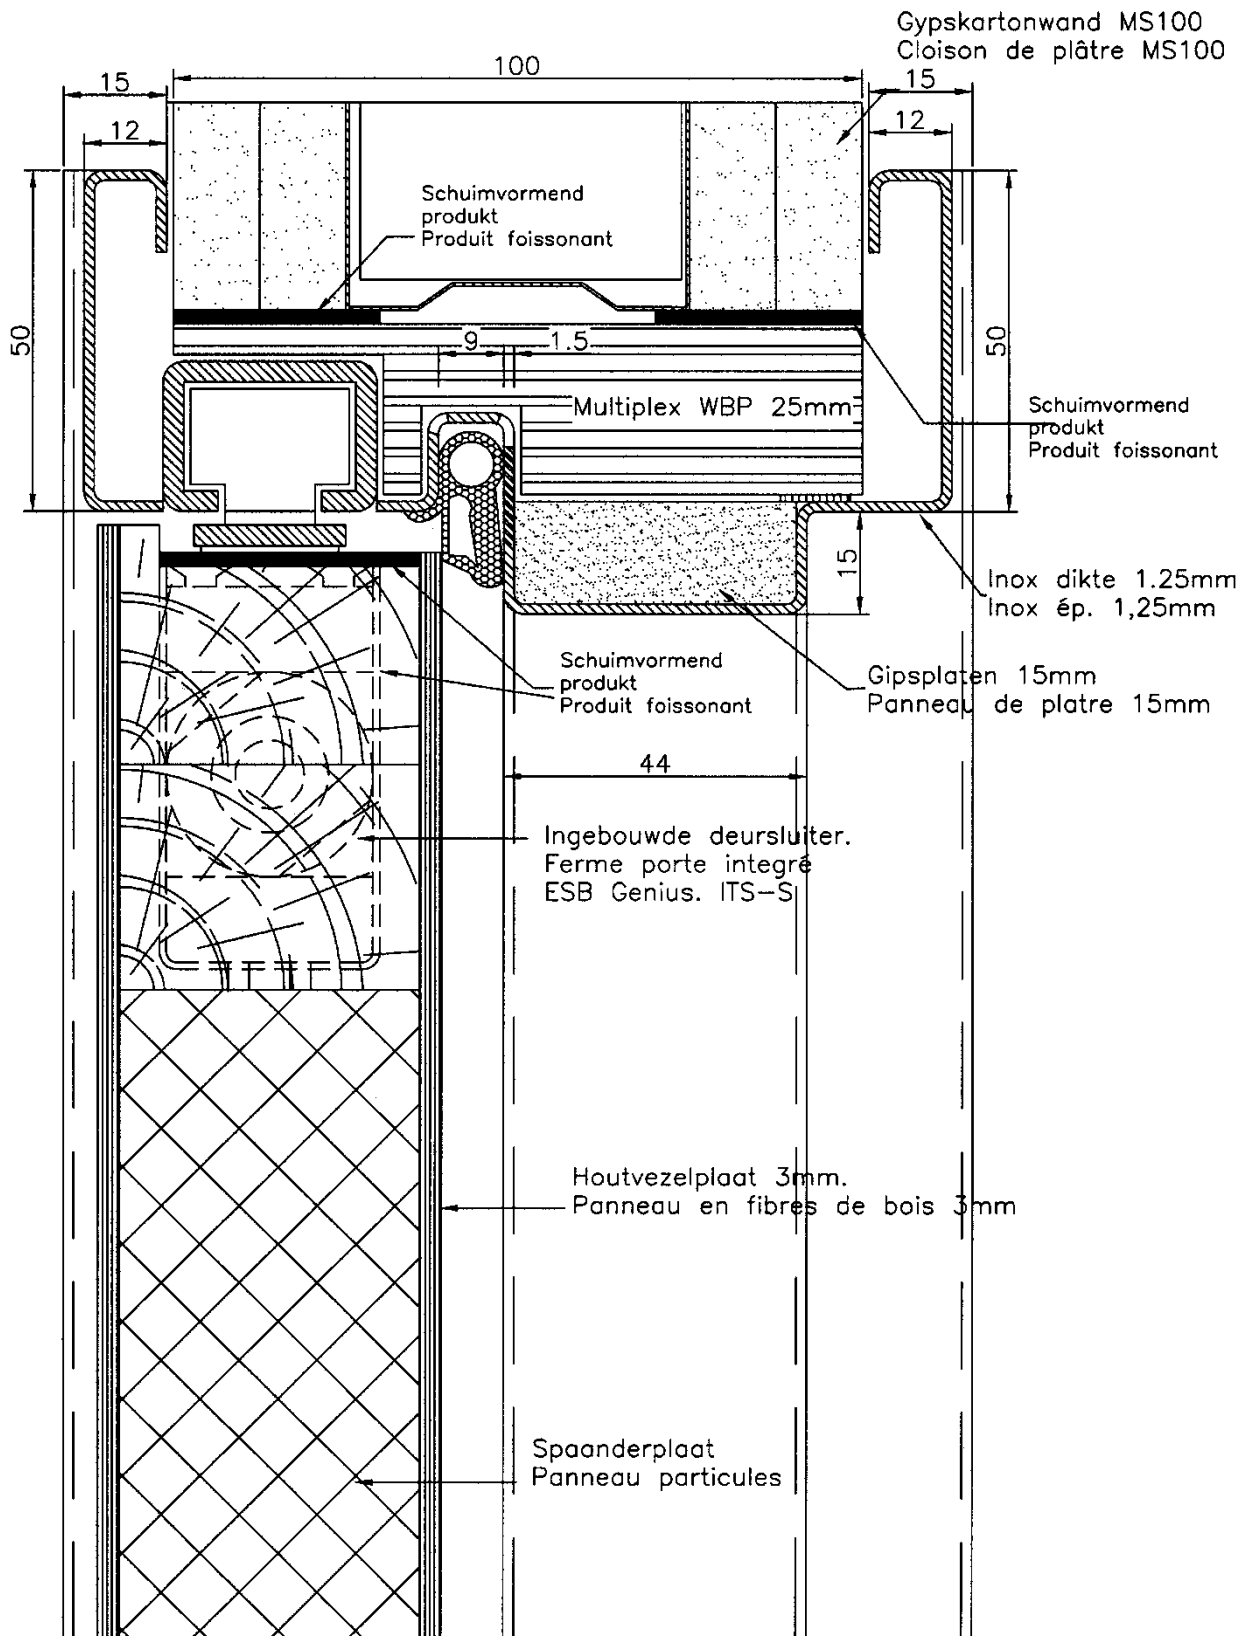 Gypskartonwand MS100
Cloison de plâtre MS100
100
15
15
12
12
Schuimvormend
produkt
Produit foissonant
50
50
9
1.5
Multiplex WBP 25mm
Schuimvormend
produkt
Produit foissonant
15
Inox dikte 1.25mm
Inox ép. 1,25mm
Schuimvormend
produkt
Produit foissonant
Gipsplaten 15mm
Panneau de platre 15mm
44
Ingebouwde deursluiter.
Ferme porte integré
ESB Genius. ITS-S
Houtvezelplaat 3mm.
Panneau en fibres de bois 3mm
Spaanderplaat
Panneau particules